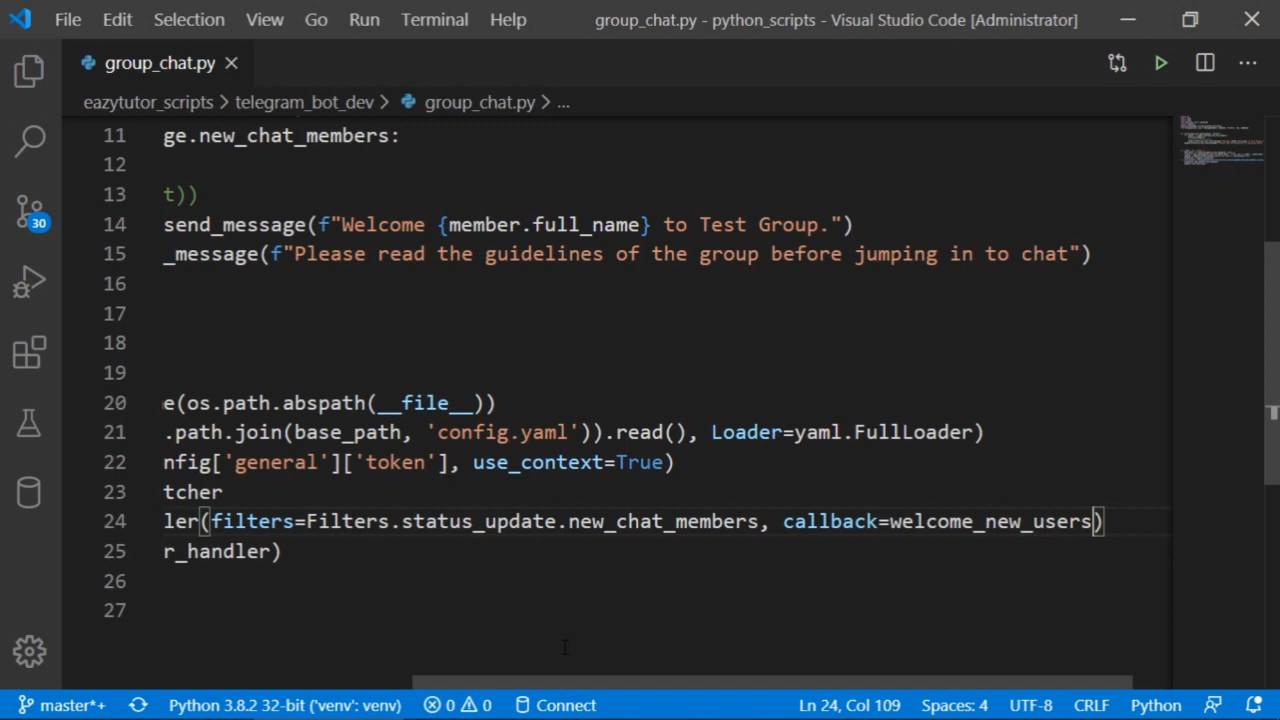 File Edit Selection View Go Run Terminal Help group_chat.py - python_scripts - Visual Studio Code [Administrator]
group_chat.py
eazytutor_scripts > telegram_bot_dev > group_chat.py > ...
11 ge.new_chat_members:
12
13 t))
14 send_message(f"Welcome {member.full_name} to Test Group.")
15 _message(f"Please read the guidelines of the group before jumping in to chat")
16
17
18
19
20 e(os.path.abspath(__file__))
21 .path.join(base_path, 'config.yaml')).read(), Loader=yaml.FullLoader)
22 nfig['general']['token'], use_context=True)
23 tcher
24 ler(filters=Filters.status_update.new_chat_members, callback=welcome_new_users)
25 r_handler)
26
27
30
master*+ Python 3.8.2 32-bit ('venv': venv) 0 0 Connect Ln 24, Col 109 Spaces: 4 UTF-8 CRLF Python